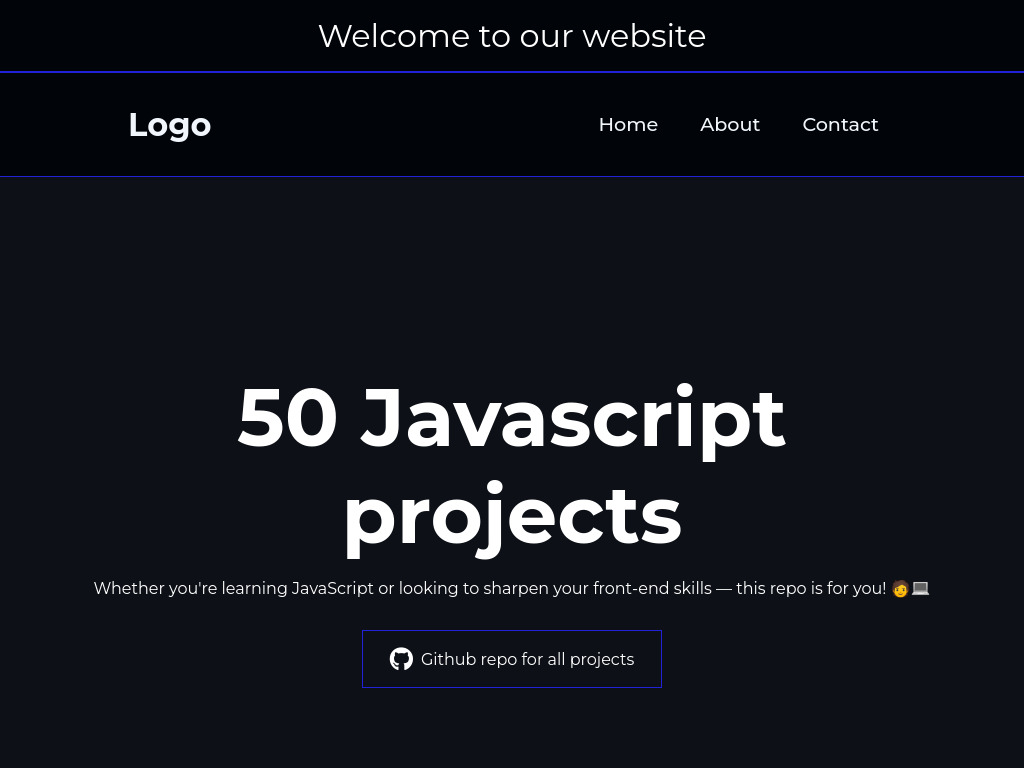 Welcome to our website
Logo
Home About Contact
50 Javascript
projects
Whether you're learning JavaScript or looking to sharpen your front-end skills — this repo is for you! 🧑‍💻
Github repo for all projects